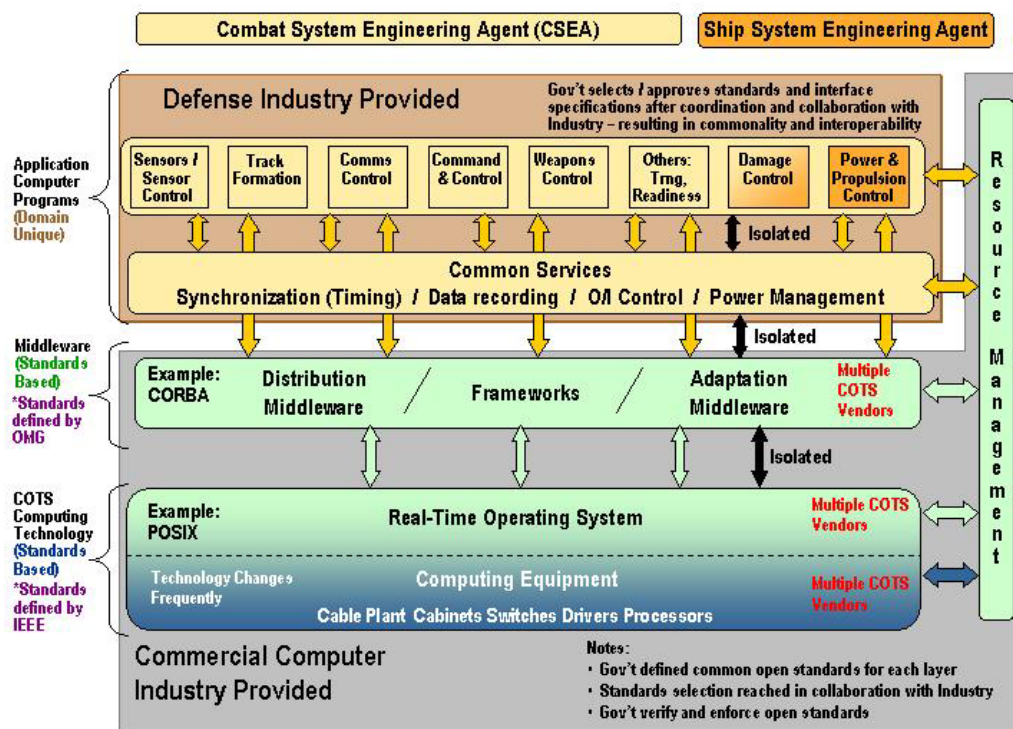 Combat System Engineering Agent (CSEA)
Ship System Engineering Agent
Defense Industry Provided
Gov't selects / approves standards and interface
specifications after coordination and collaboration with
Industry – resulting in commonality and interoperability
Application
Computer
Programs
(Domain
Unique)
Sensors /
Sensor
Control
Track
Formation
Comms
Control
Command
& Control
Weapons
Control
Others:
Trng,
Readiness
Damage
Control
Power &
Propulsion
Control
Isolated
Common Services
Synchronization (Timing) / Data recording / O/I Control / Power Management
Isolated
Middleware
(Standards
Based)
*Standards
defined by
OMG
Example:
CORBA
Distribution
Middleware
/
Frameworks
/
Adaptation
Middleware
Multiple
COTS
Vendors
Isolated
COTS
Computing
Technology
(Standards
Based)
*Standards
defined by
IEEE
Example:
POSIX
Real-Time Operating System
Multiple COTS
Vendors
Technology Changes
Frequently
Computing Equipment
Multiple COTS
Vendors
Cable Plant Cabinets Switches Drivers Processors
Resource Management
Commercial Computer
Industry Provided
Notes:
• Gov't defined common open standards for each layer
• Standards selection reached in collaboration with Industry
• Gov't verify and enforce open standards